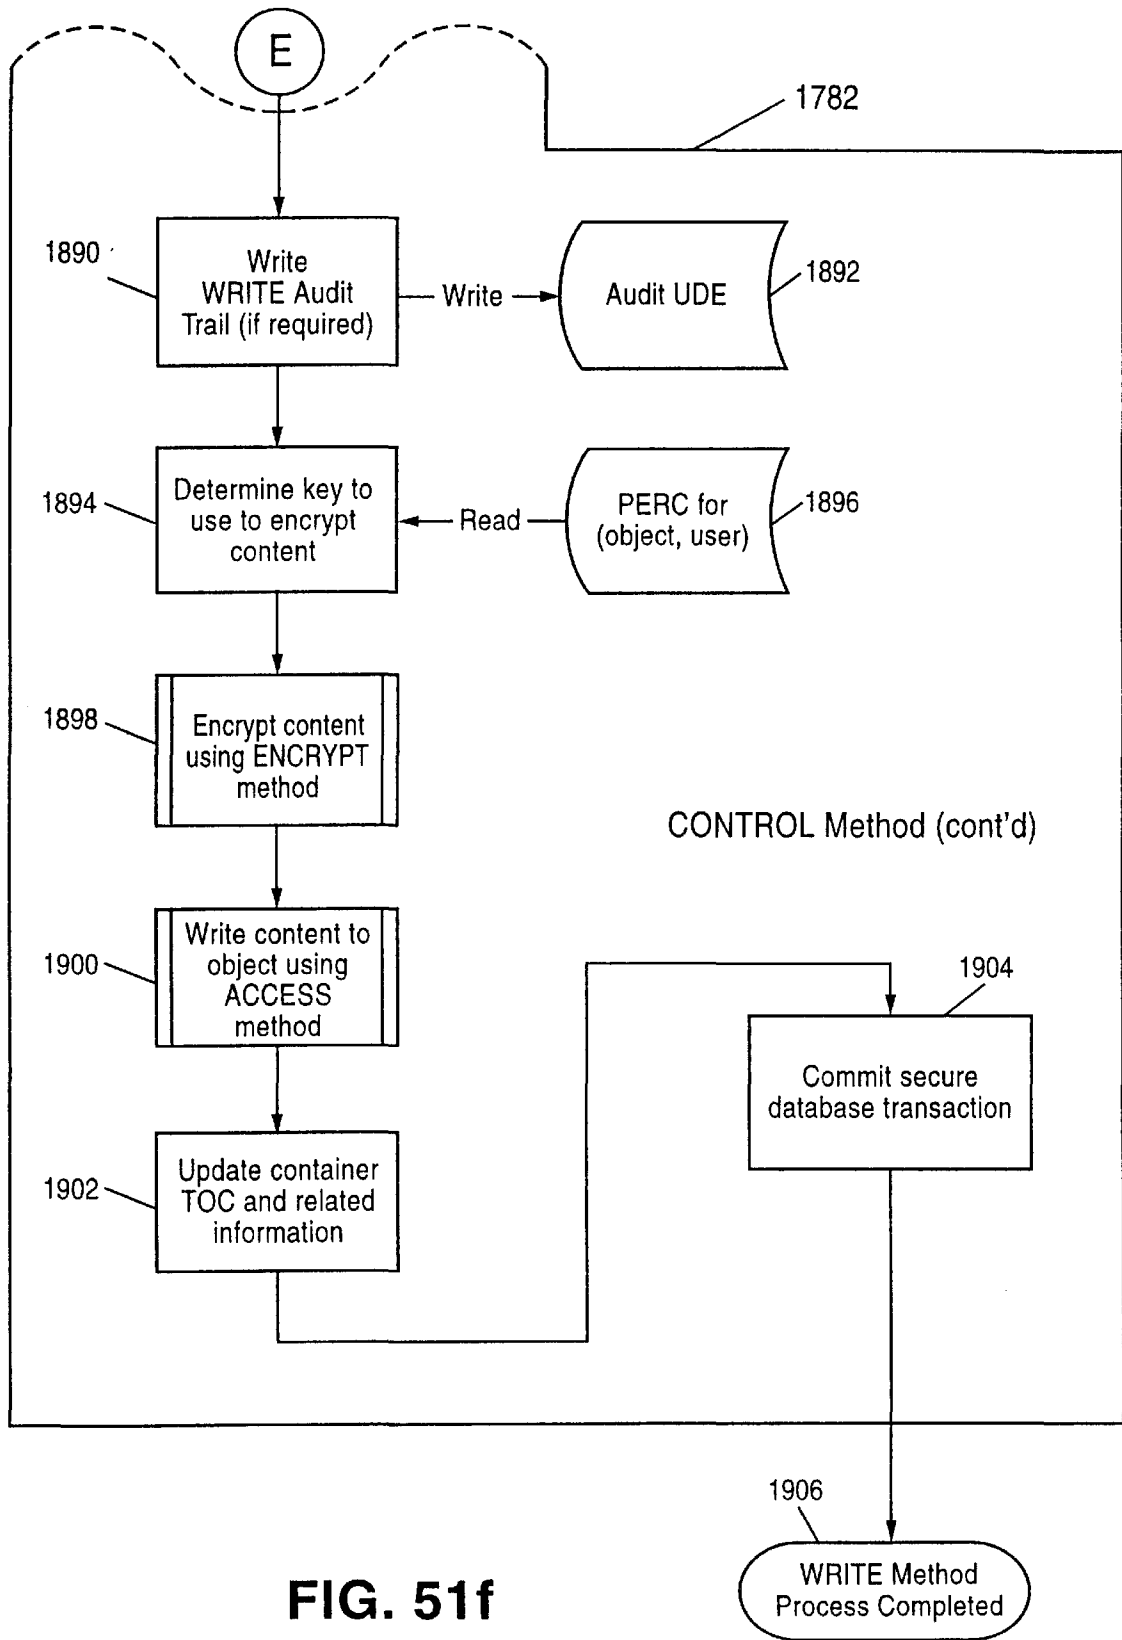 E
1782
1890
Write
WRITE Audit
Trail (if required)
Write
Audit UDE
1892
1894
Determine key to
use to encrypt
content
Read
PERC for
(object, user)
1896
1898
Encrypt content
using ENCRYPT
method
CONTROL Method (cont'd)
1900
Write content to
object using
ACCESS
method
1904
Commit secure
database transaction
1902
Update container
TOC and related
information
1906
WRITE Method
Process Completed
FIG. 51f